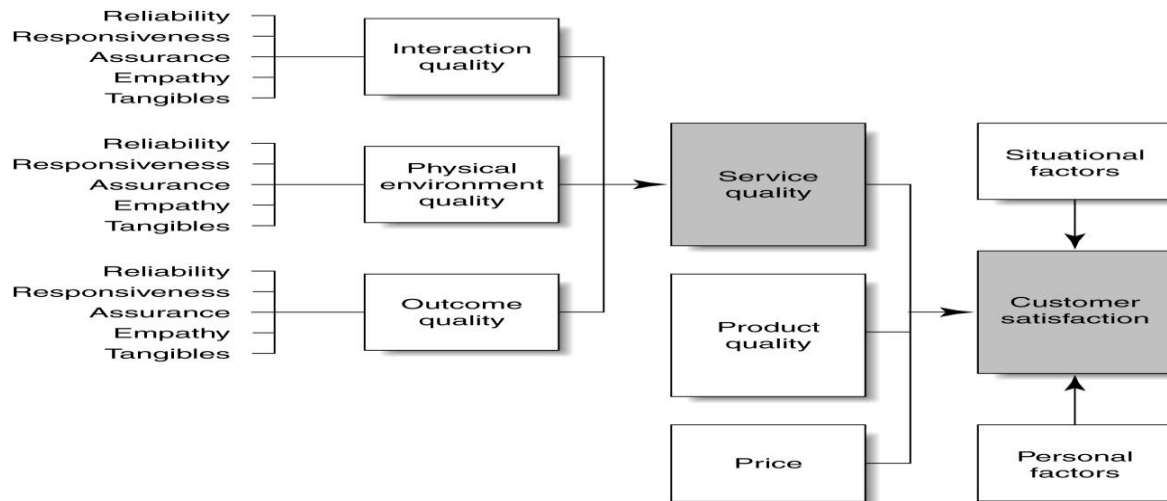 Reliability
Responsiveness
Assurance
Empathy
Tangibles
Interaction
quality
Reliability
Responsiveness
Assurance
Empathy
Tangibles
Physical
environment
quality
Reliability
Responsiveness
Assurance
Empathy
Tangibles
Outcome
quality
Service
quality
Product
quality
Price
Situational
factors
Customer
satisfaction
Personal
factors